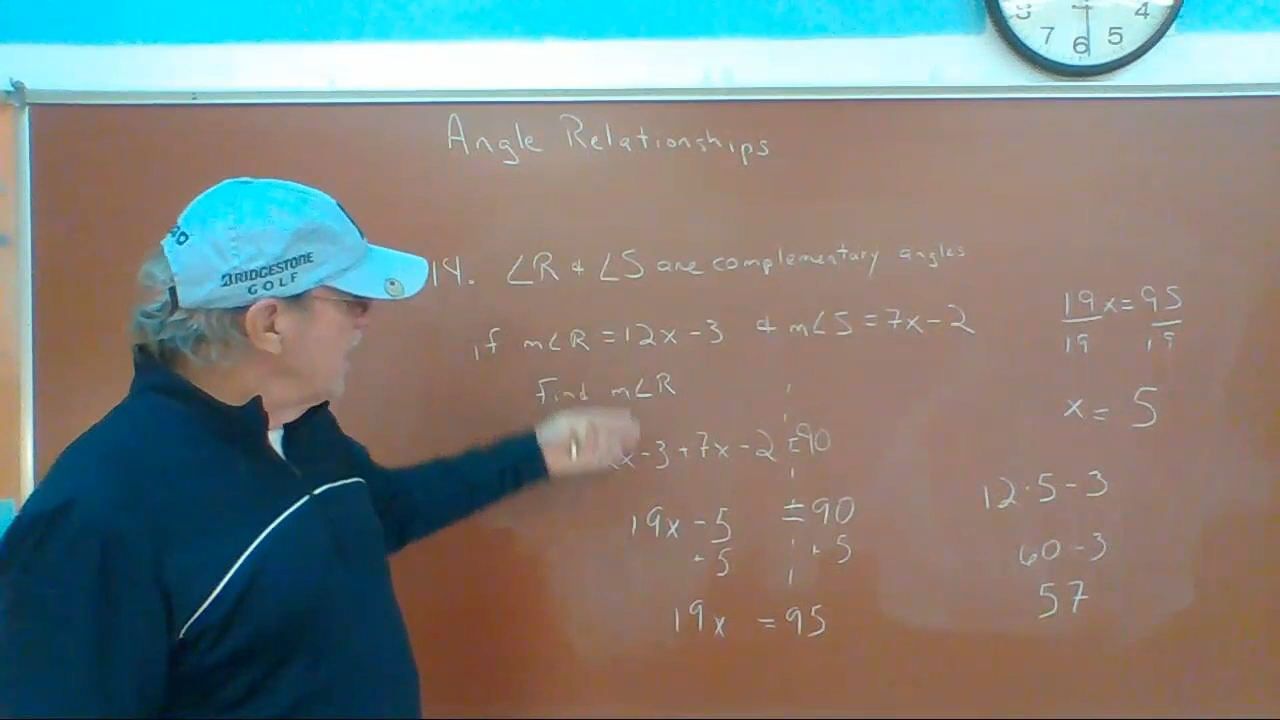 Angle Relationships
14. ∠R + ∠S are complementary angles
if m∠R = 12x - 3 + m∠S = 7x - 2
Find m∠R
x - 3 + 7x - 2 = 90
19x - 5 = 90
+ 5 + 5
19x = 95
19x = 95
19 19
x = 5
12 · 5 - 3
60 - 3
57
BRIDGESTONE
GOLF
4
7 6 5